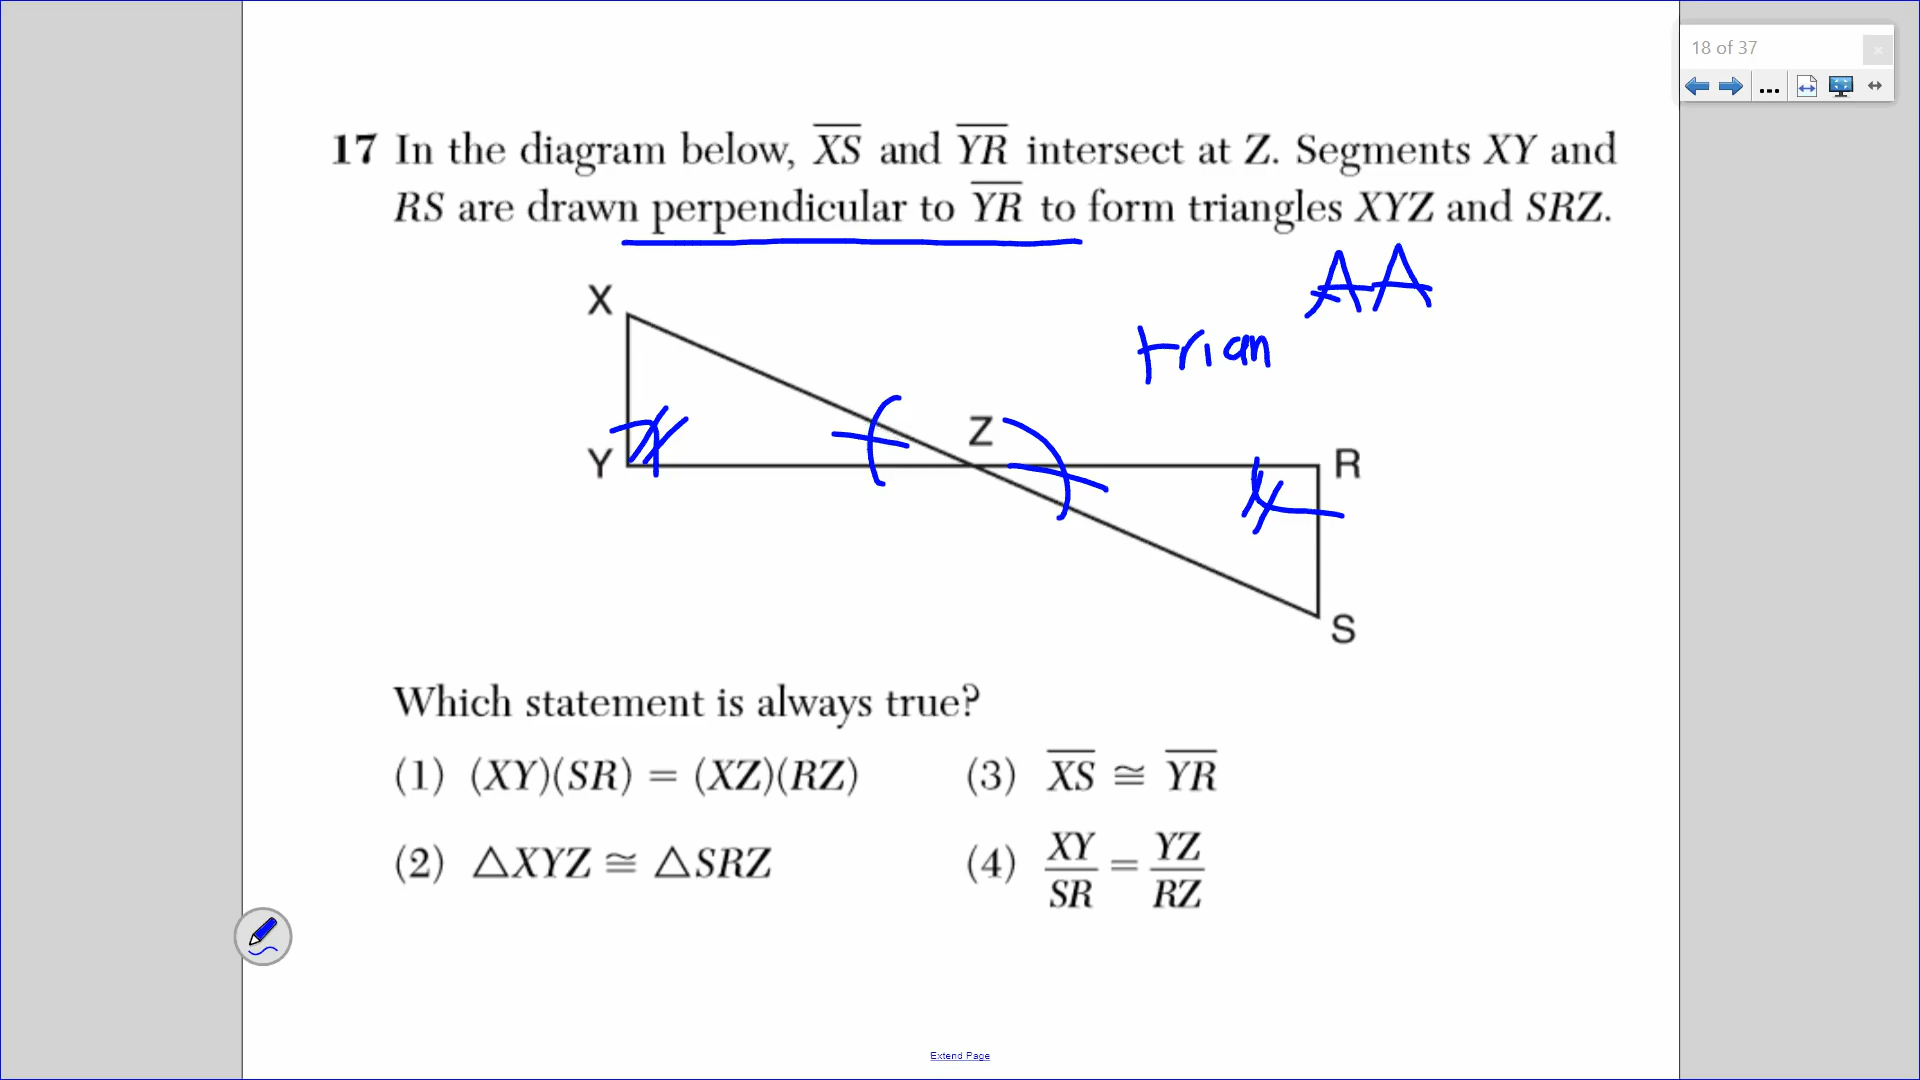 18 of 37
17 In the diagram below, XS and YR intersect at Z. Segments XY and
RS are drawn perpendicular to YR to form triangles XYZ and SRZ.
AA
trian
X
Z
Y
R
S
Which statement is always true?
(1) (XY)(SR) = (XZ)(RZ)
(3) XS ≅ YR
(2) △XYZ ≅ △SRZ
(4) XY/SR = YZ/RZ
Extend Page